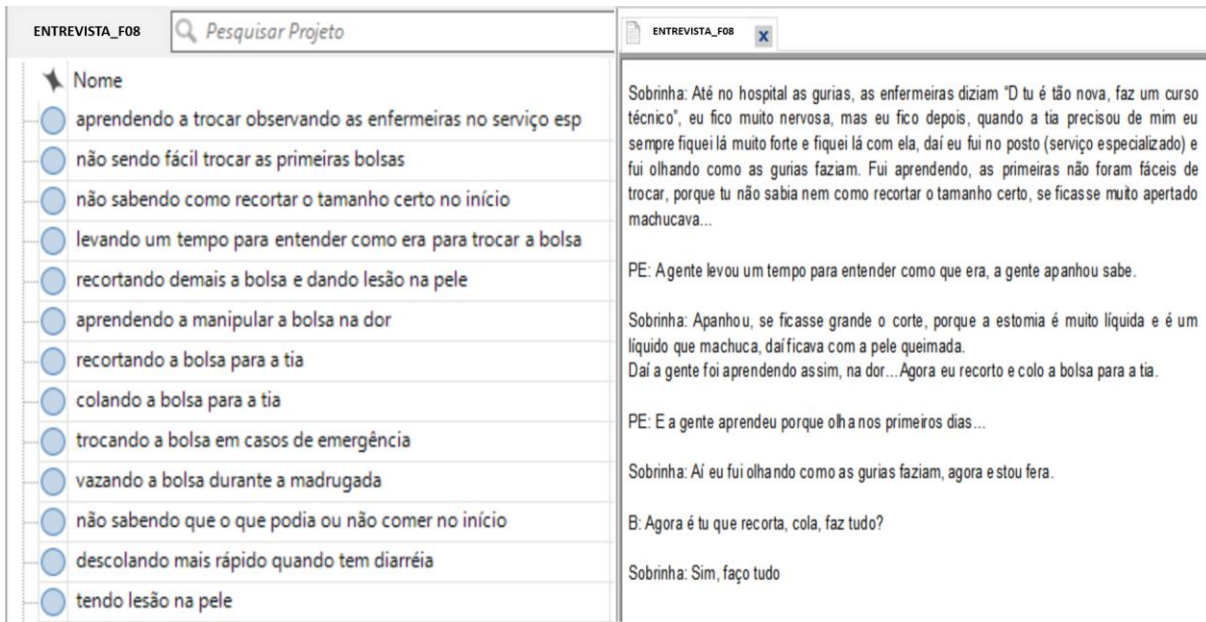 ENTREVISTA_F08
Pesquisar Projeto
Nome
aprendendo a trocar observando as enfermeiras no serviço esp
não sendo fácil trocar as primeiras bolsas
não sabendo como recortar o tamanho certo no início
levando um tempo para entender como era para trocar a bolsa
recortando demais a bolsa e dando lesão na pele
aprendendo a manipular a bolsa na dor
recortando a bolsa para a tia
colando a bolsa para a tia
trocando a bolsa em casos de emergência
vazando a bolsa durante a madrugada
não sabendo que o que podia ou não comer no início
descolando mais rápido quando tem diarréia
tendo lesão na pele
ENTREVISTA_F08
x
Sobrinha: Até no hospital as gurias, as enfermeiras diziam "D tu é tão nova, faz um curso
técnico", eu fico muito nervosa, mas eu fico depois, quando a tia precisou de mim eu
sempre fiquei lá muito forte e fiquei lá com ela, daí eu fui no posto (serviço especializado) e
fui olhando como as gurias faziam. Fui aprendendo, as primeiras não foram fáceis de
trocar, porque tu não sabia nem como recortar o tamanho certo, se ficasse muito apertado
machucava...
PE: A gente levou um tempo para entender como que era, a gente apanhou sabe.
Sobrinha: Apanhou, se ficasse grande o corte, porque a estomia é muito líquida e é um
líquido que machuca, daí ficava com a pele queimada.
Daí a gente foi aprendendo assim, na dor...Agora eu recorto e colo a bolsa para a tia.
PE: E a gente aprendeu porque olha nos primeiros dias...
Sobrinha: Aí eu fui olhando como as gurias faziam, agora estou fera.
B: Agora é tu que recorta, cola, faz tudo?
Sobrinha: Sim, faço tudo